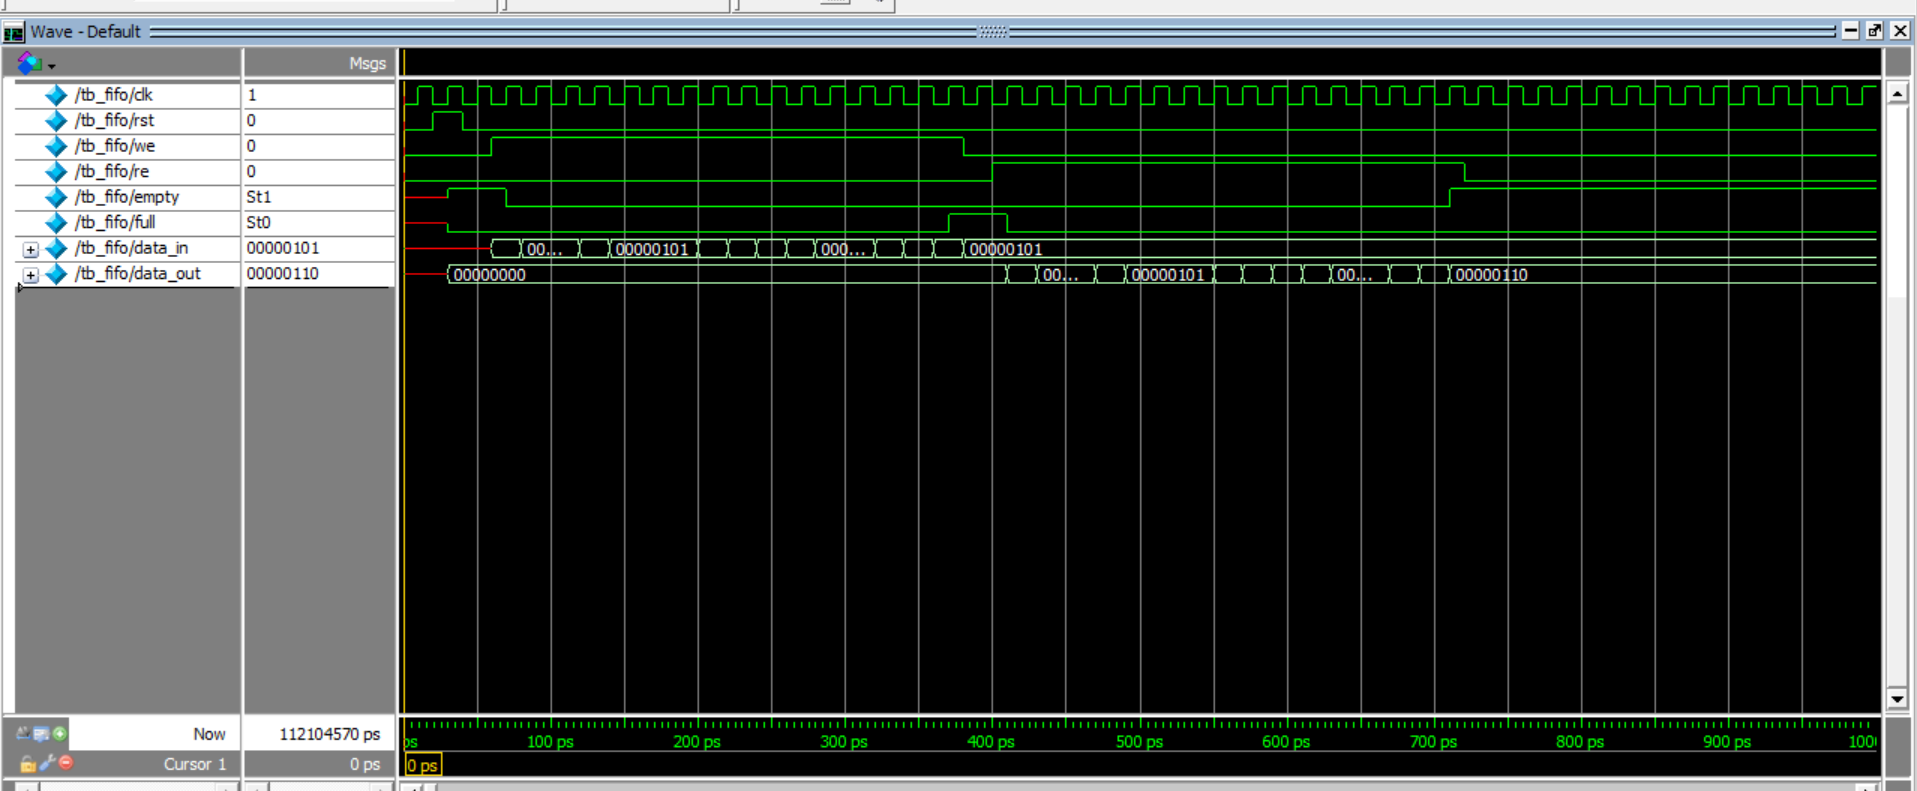 Wave - Default
Msgs
/tb_fifo/clk 1
/tb_fifo/rst 0
/tb_fifo/we 0
/tb_fifo/re 0
/tb_fifo/empty St1
/tb_fifo/full St0
/tb_fifo/data_in 00000101 00... 00000101 000... 00000101
/tb_fifo/data_out 00000110 00000000 00... 00000101 00... 00000110
Now 112104570 ps ps 100 ps 200 ps 300 ps 400 ps 500 ps 600 ps 700 ps 800 ps 900 ps 100
Cursor 1 0 ps 0 ps